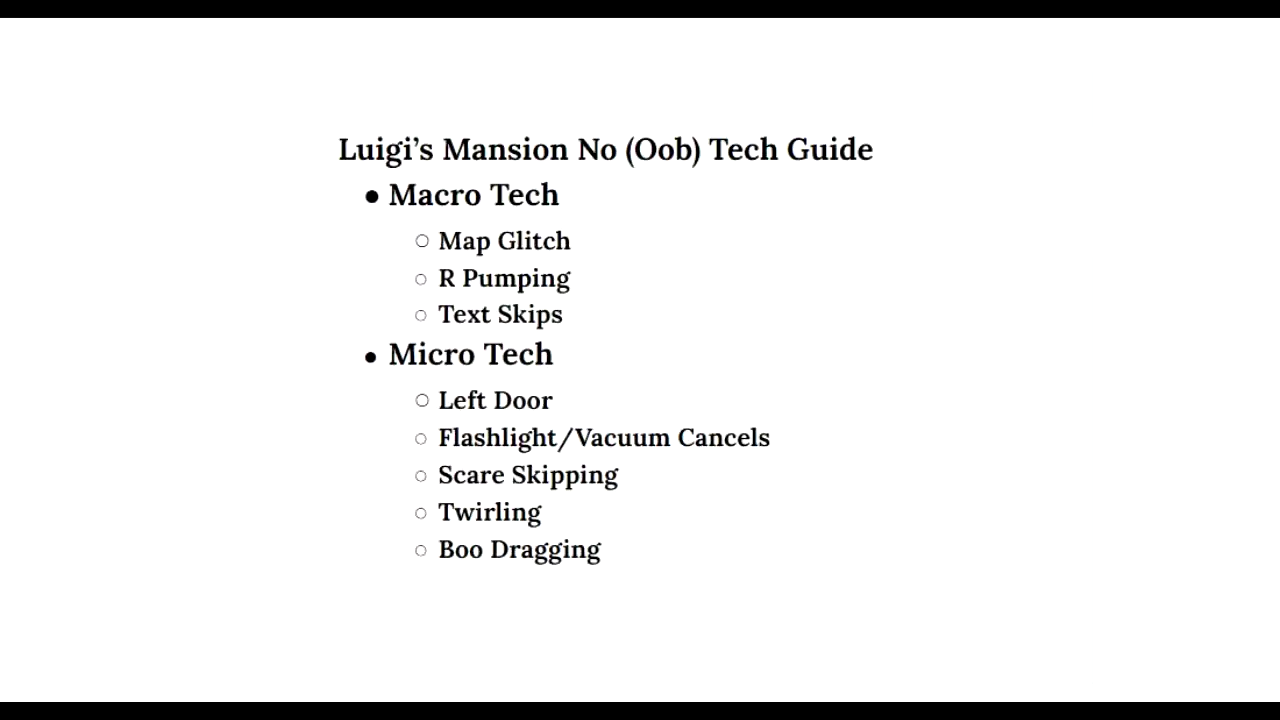 Luigi’s Mansion No (Oob) Tech Guide
● Macro Tech
○ Map Glitch
○ R Pumping
○ Text Skips
● Micro Tech
○ Left Door
○ Flashlight/Vacuum Cancels
○ Scare Skipping
○ Twirling
○ Boo Dragging